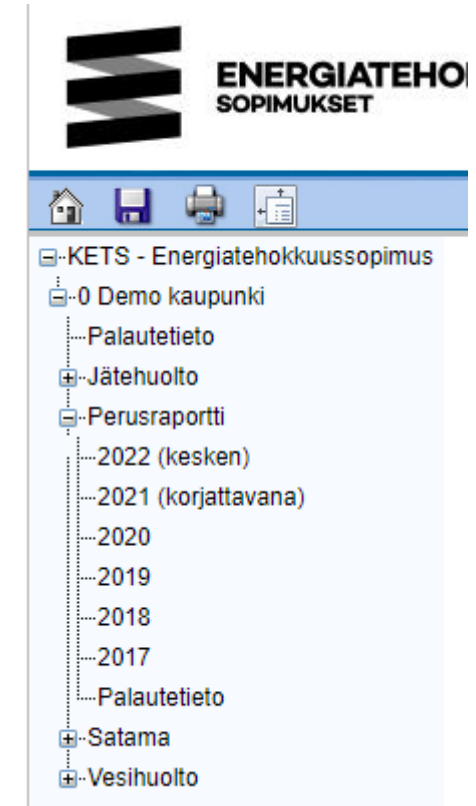 ENERGIATEHO
SOPIMUKSET
KETS - Energiatehokkuussopimus
0 Demo kaupunki
Palautetieto
Jätehuolto
Perusraportti
2022 (kesken)
2021 (korjattavana)
2020
2019
2018
2017
Palautetieto
Satama
Vesihuolto